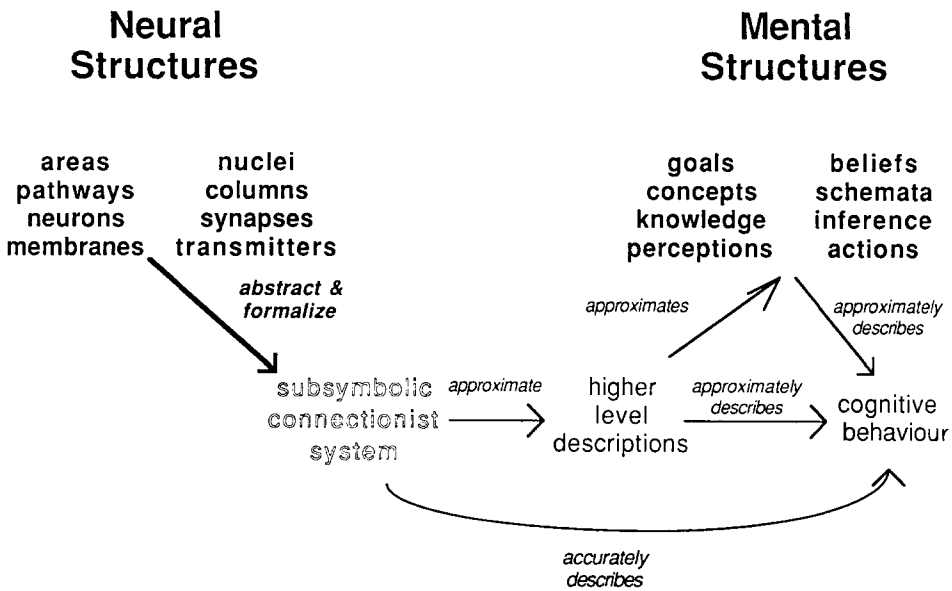 Neural
Structures
Mental
Structures
areas
pathways
neurons
membranes
nuclei
columns
synapses
transmitters
goals
concepts
knowledge
perceptions
beliefs
schemata
inference
actions
abstract &
formalize
approximates
approximately
describes
subsymbolic
connectionist
system
approximate
higher
level
descriptions
approximately
describes
cognitive
behaviour
accurately
describes